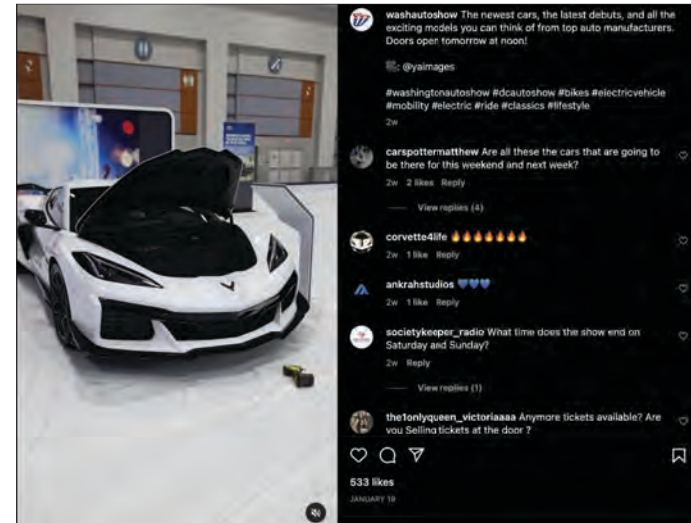 washautoshow The newest cars, the latest debuts, and all the
exciting models you can think of from top auto manufacturers.
Doors open tomorrow at noon!
: @yaimages
#washingtonautoshow #dcautoshow #bikes #electricvehicle
#mobility #electric #ride #classics #lifestyle
2w
carspottermatthew Are all these the cars that are going to
be there for this weekend and next week?
2w 2 likes Reply
View replies (4)
corvette4life 🔥🔥🔥🔥🔥🔥🔥
2w 1 like Reply
ankrahstudios 💙💙💙
2w 1 like Reply
societykeeper_radio What time does the show end on
Saturday and Sunday?
2w Reply
View replies (1)
the1onlyqueen_victoriaaaa Anymore tickets available? Are
you Selling tickets at the door ?
533 likes
JANUARY 19